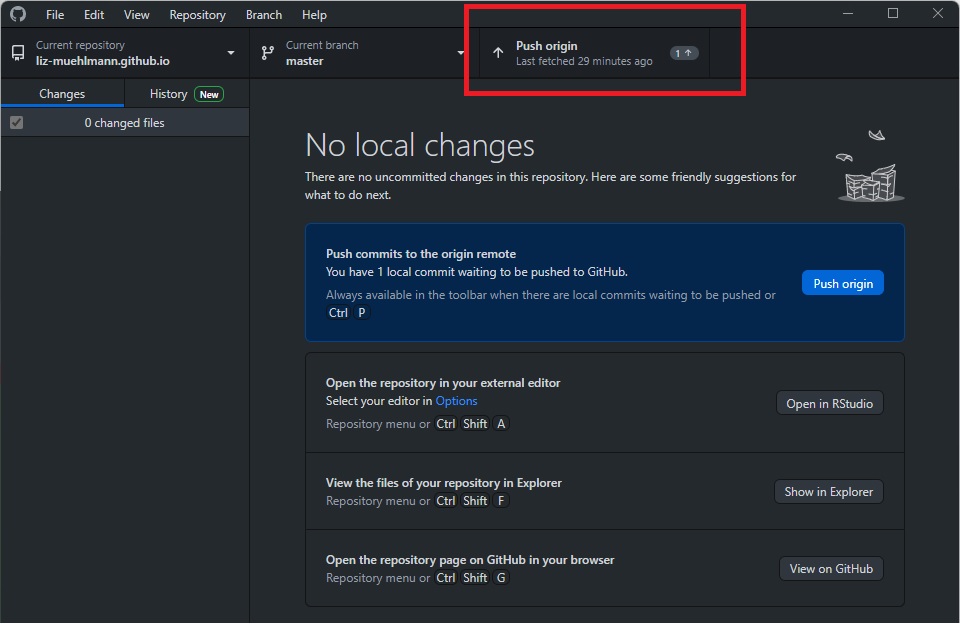 File Edit View Repository Branch Help
Current repository
liz-muehlmann.github.io
Current branch
master
Push origin
Last fetched 29 minutes ago
1
Changes
History New
0 changed files
No local changes
There are no uncommitted changes in this repository. Here are some friendly suggestions for
what to do next.
Push commits to the origin remote
You have 1 local commit waiting to be pushed to GitHub.
Always available in the toolbar when there are local commits waiting to be pushed or
Ctrl P
Push origin
Open the repository in your external editor
Select your editor in Options
Repository menu or Ctrl Shift A
Open in RStudio
View the files of your repository in Explorer
Repository menu or Ctrl Shift F
Show in Explorer
Open the repository page on GitHub in your browser
Repository menu or Ctrl Shift G
View on GitHub